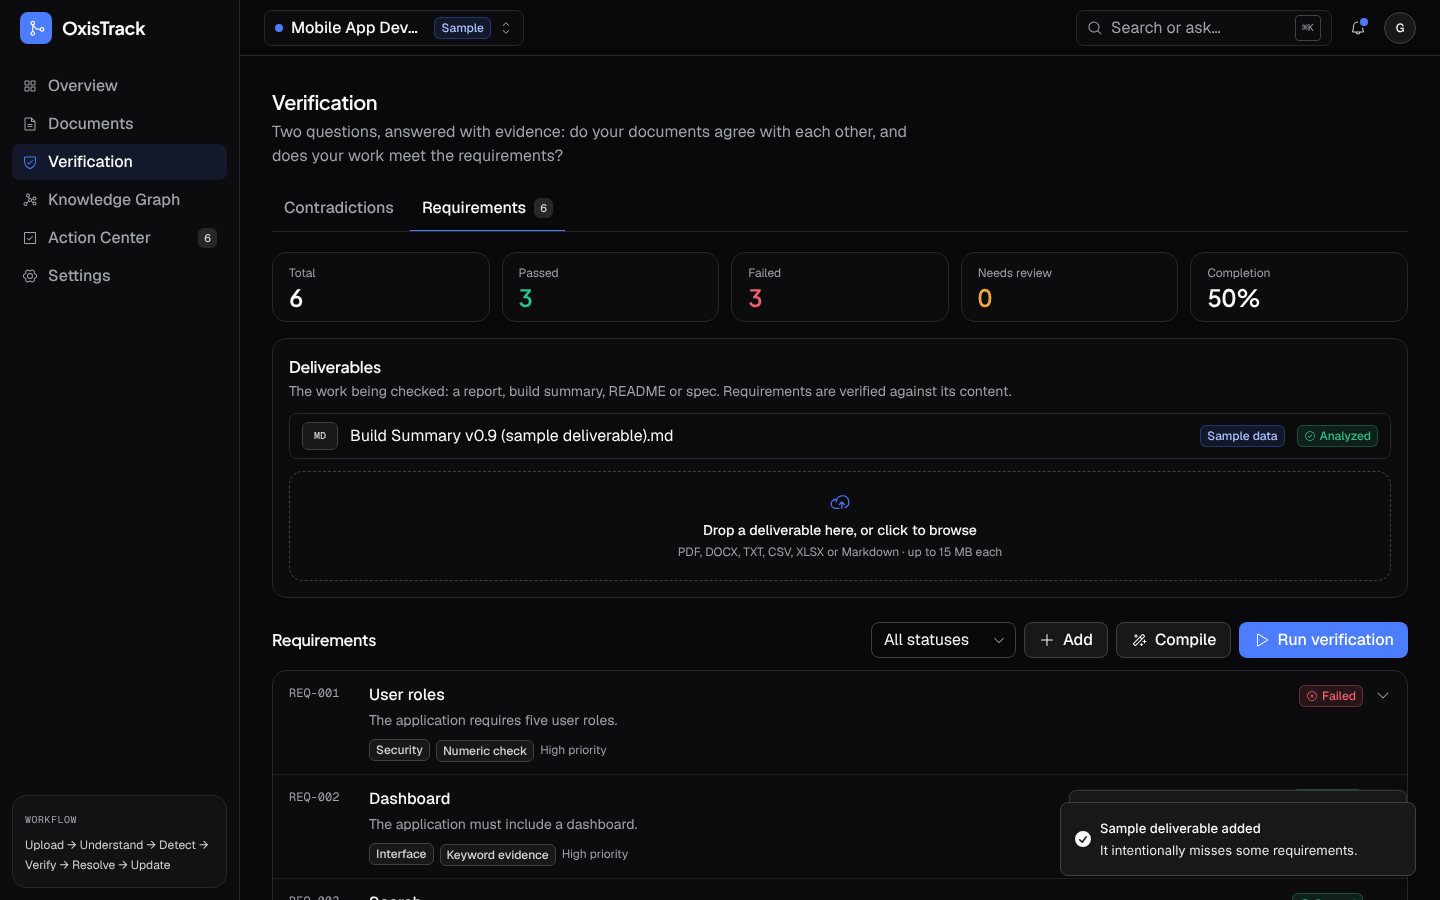 OxisTrack
Mobile App Dev... Sample
Search or ask...
⌘K
G
Overview
Documents
Verification
Knowledge Graph
Action Center 6
Settings
WORKFLOW
Upload → Understand → Detect →
Verify → Resolve → Update
Verification
Two questions, answered with evidence: do your documents agree with each other, and
does your work meet the requirements?
Contradictions
Requirements 6
Total
6
Passed
3
Failed
3
Needs review
0
Completion
50%
Deliverables
The work being checked: a report, build summary, README or spec. Requirements are verified against its content.
MD Build Summary v0.9 (sample deliverable).md Sample data Analyzed
Drop a deliverable here, or click to browse
PDF, DOCX, TXT, CSV, XLSX or Markdown · up to 15 MB each
Requirements
All statuses
Add
Compile
Run verification
REQ-001 User roles Failed
The application requires five user roles.
Security Numeric check High priority
REQ-002 Dashboard
The application must include a dashboard.
Interface Keyword evidence High priority
REQ-003 Search
Sample deliverable added
It intentionally misses some requirements.